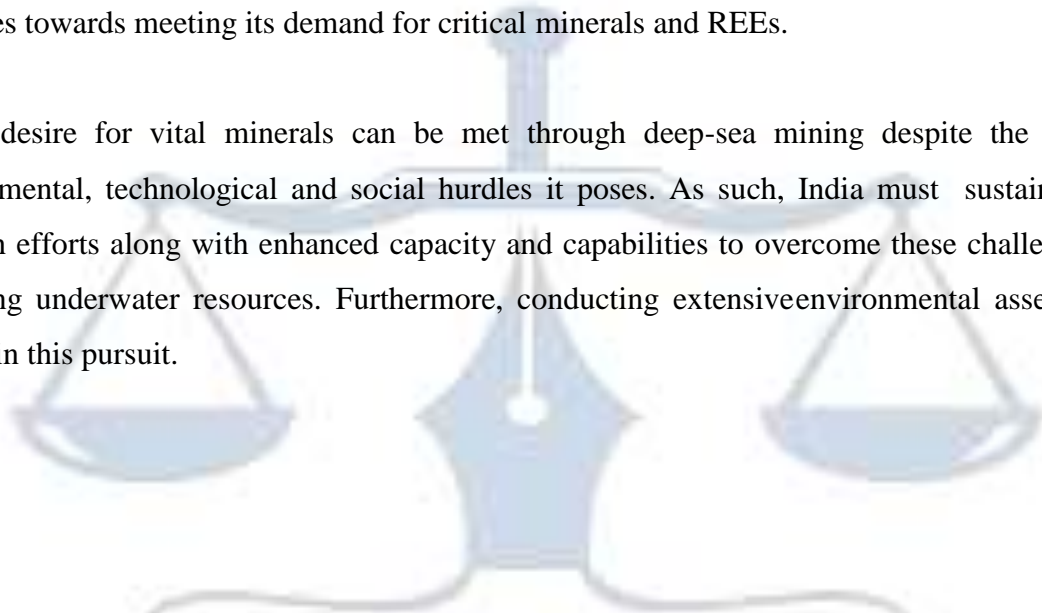 es towards meeting its demand for critical minerals and REEs.
desire for vital minerals can be met through deep-sea mining despite the
mental, technological and social hurdles it poses. As such, India must sustain
n efforts along with enhanced capacity and capabilities to overcome these challe
ng underwater resources. Furthermore, conducting extensiveenvironmental asse
in this pursuit.